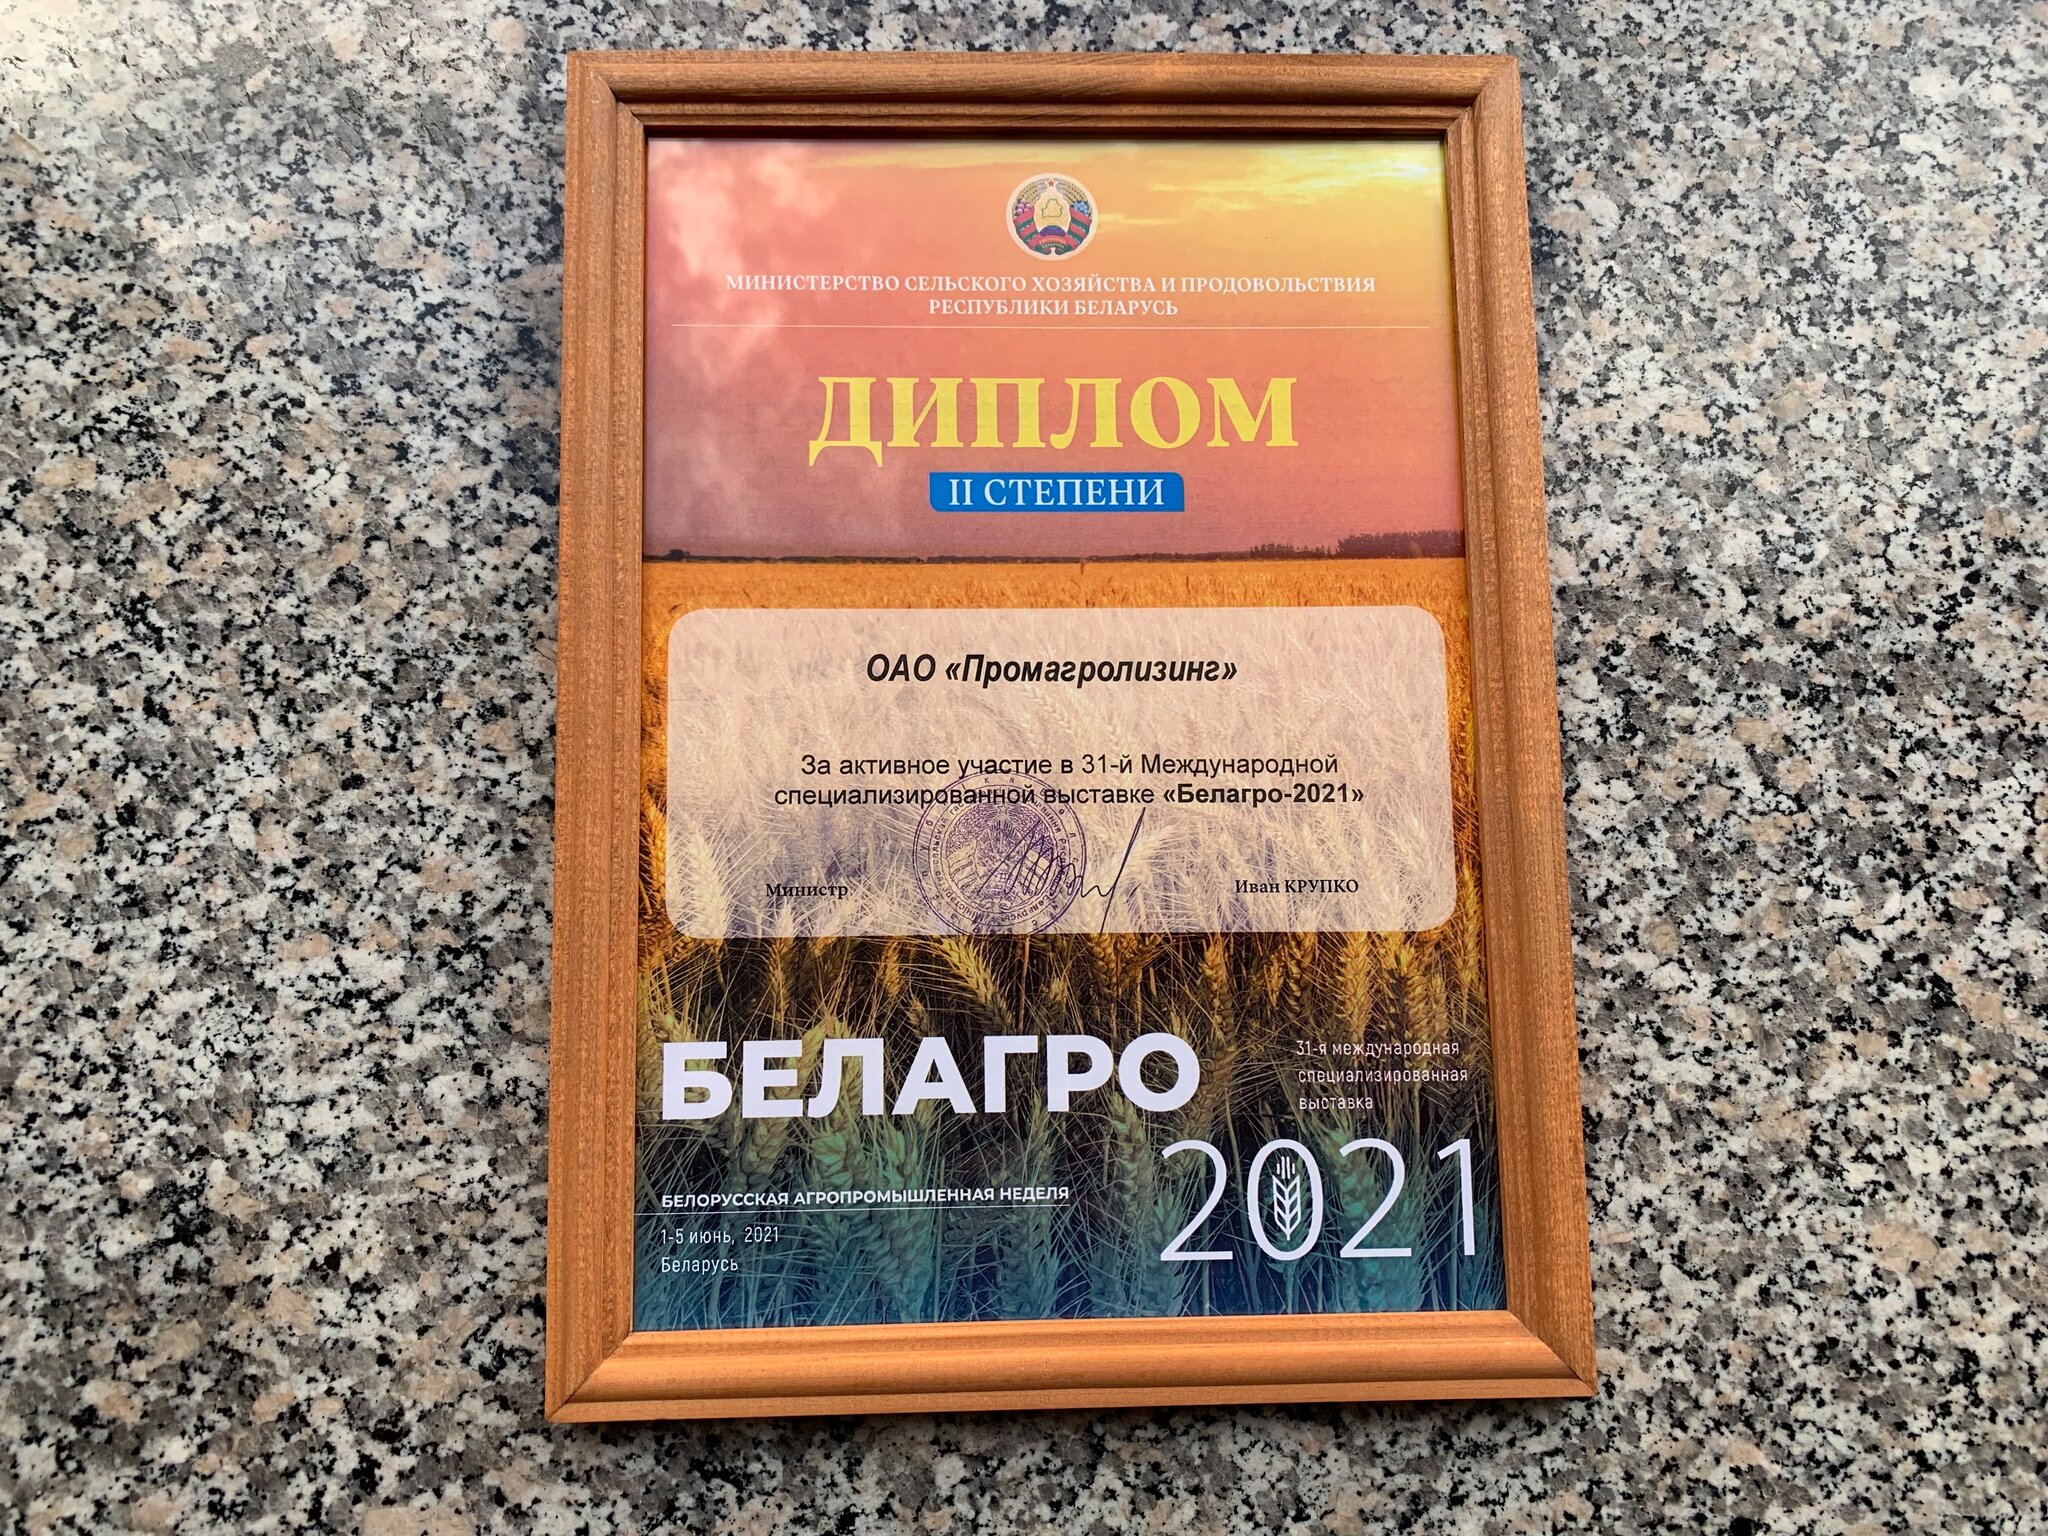 МИНИСТЕРСТВО СЕЛЬСКОГО ХОЗЯЙСТВА И ПРОДОВОЛЬСТВИЯ
РЕСПУБЛИКИ БЕЛАРУСЬ
ДИПЛОМ
II СТЕПЕНИ
ОАО «Промагролизинг»
За активное участие в 31-й Международной
специализированной выставке «Белагро-2021»
Министр
Иван КРУПКО
БЕЛАГРО
31-я международная
специализированная
выставка
2021
БЕЛОРУССКАЯ АГРОПРОМЫШЛЕННАЯ НЕДЕЛЯ
1-5 июнь, 2021
Беларусь